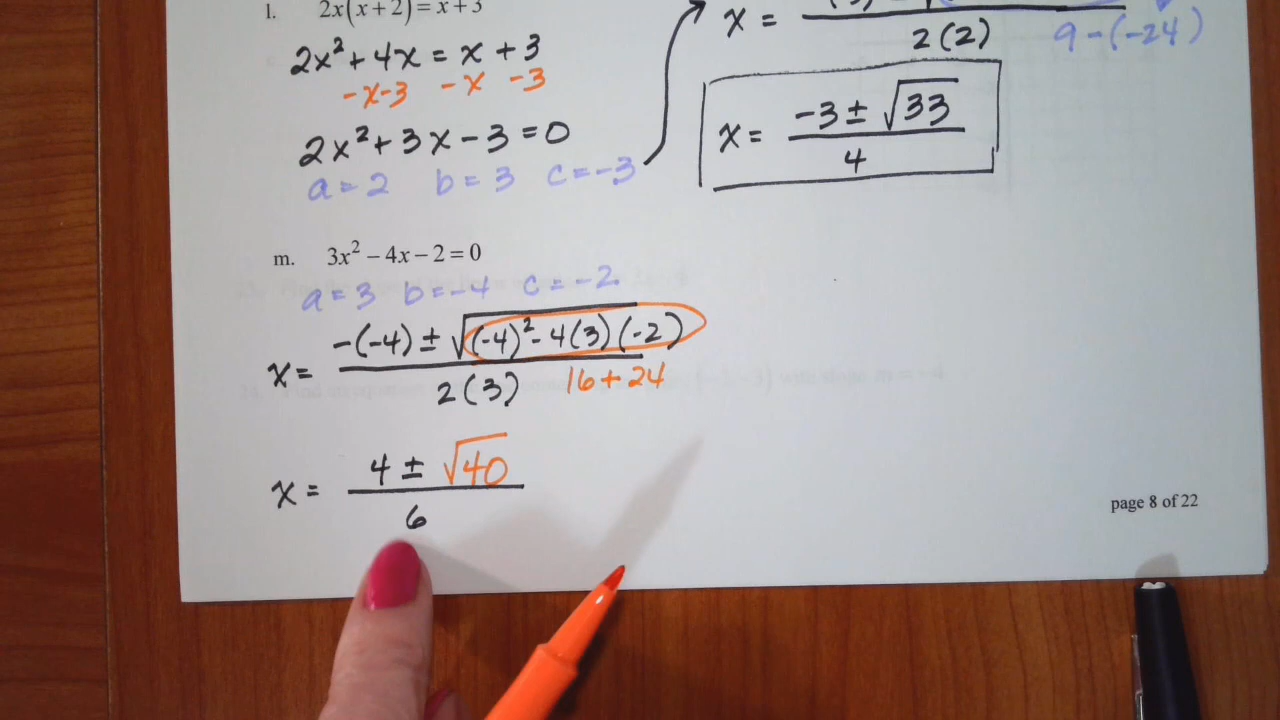 l. 2x(x+2) = x+3
2x² + 4x = x + 3
-x-3 -x -3
2x² + 3x - 3 = 0
a = 2 b = 3 c = -3
x =
2(2) 9-(-24)
x = -3 ± √33 / 4
m. 3x² – 4x – 2 = 0
a = 3 b = -4 c = -2
x = -(-4) ± √(-4)² - 4(3)(-2) / 2(3)
16 + 24
x = 4 ± √40 / 6
page 8 of 22